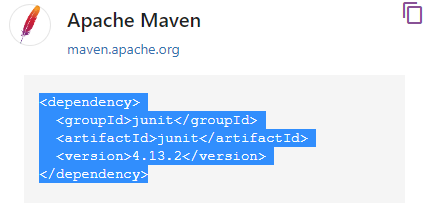 Apache Maven
maven.apache.org
<dependency>
  <groupId>junit</groupId>
  <artifactId>junit</artifactId>
  <version>4.13.2</version>
</dependency>